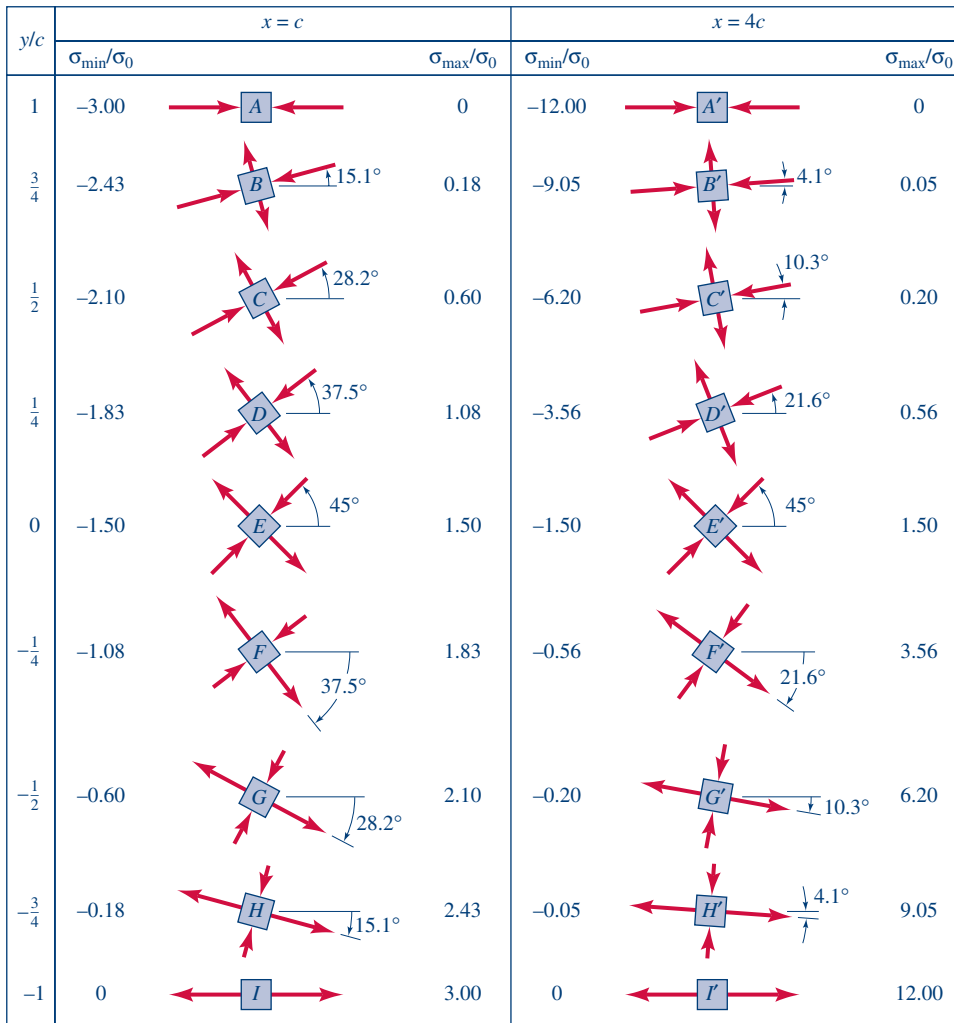 y/c x = c x = 4c
σmin/σ0 σmax/σ0 σmin/σ0 σmax/σ0
1 –3.00 A 0 –12.00 A′ 0
3/4 –2.43 B 15.1° 0.18 –9.05 B′ 4.1° 0.05
1/2 –2.10 C 28.2° 0.60 –6.20 C′ 10.3° 0.20
1/4 –1.83 D 37.5° 1.08 –3.56 D′ 21.6° 0.56
0 –1.50 E 45° 1.50 –1.50 E′ 45° 1.50
–1/4 –1.08 F 37.5° 1.83 –0.56 F′ 21.6° 3.56
–1/2 –0.60 G 28.2° 2.10 –0.20 G′ 10.3° 6.20
–3/4 –0.18 H 15.1° 2.43 –0.05 H′ 4.1° 9.05
–1 0 I 3.00 0 I′ 12.00